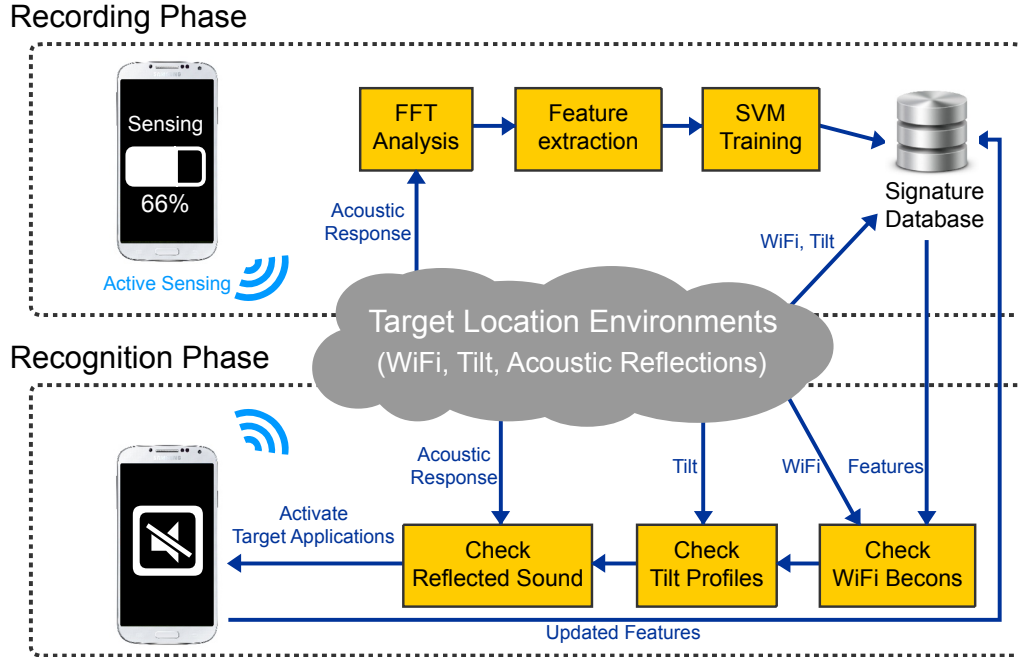 Recording Phase
Sensing
66%
Active Sensing
FFT
Analysis
Feature
extraction
SVM
Training
Signature
Database
Acoustic
Response
WiFi, Tilt
Target Location Environments
(WiFi, Tilt, Acoustic Reflections)
Recognition Phase
Acoustic
Response
Tilt
WiFi
Features
Activate
Target Applications
Check
Reflected Sound
Check
Tilt Profiles
Check
WiFi Becons
Updated Features